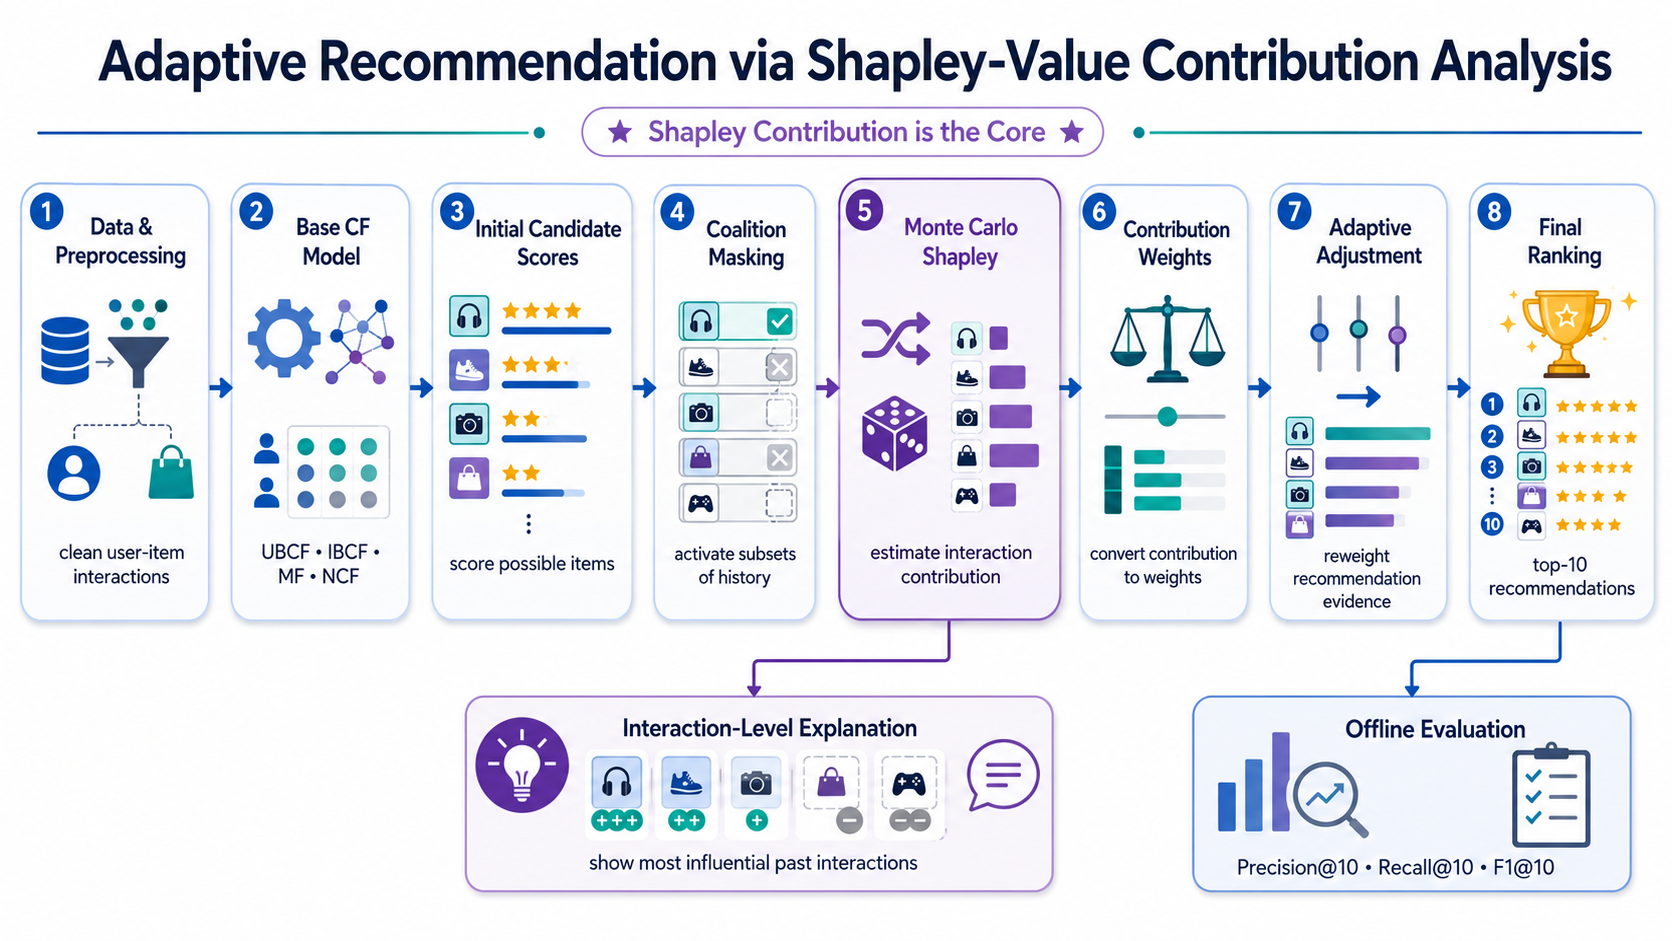 Adaptive Recommendation via Shapley-Value Contribution Analysis
Shapley Contribution is the Core
1
Data &
Preprocessing
clean user-item
interactions
2
Base CF
Model
UBCF • IBCF •
MF • NCF
3
Initial Candidate
Scores
score possible items
4
Coalition
Masking
activate subsets
of history
5
Monte Carlo
Shapley
estimate interaction
contribution
6
Contribution
Weights
convert contribution
to weights
7
Adaptive
Adjustment
reweight
recommendation
evidence
8
Final
Ranking
1
2
3
10
top-10
recommendations
Interaction-Level Explanation
show most influential past interactions
Offline Evaluation
Precision@10 • Recall@10 • F1@10